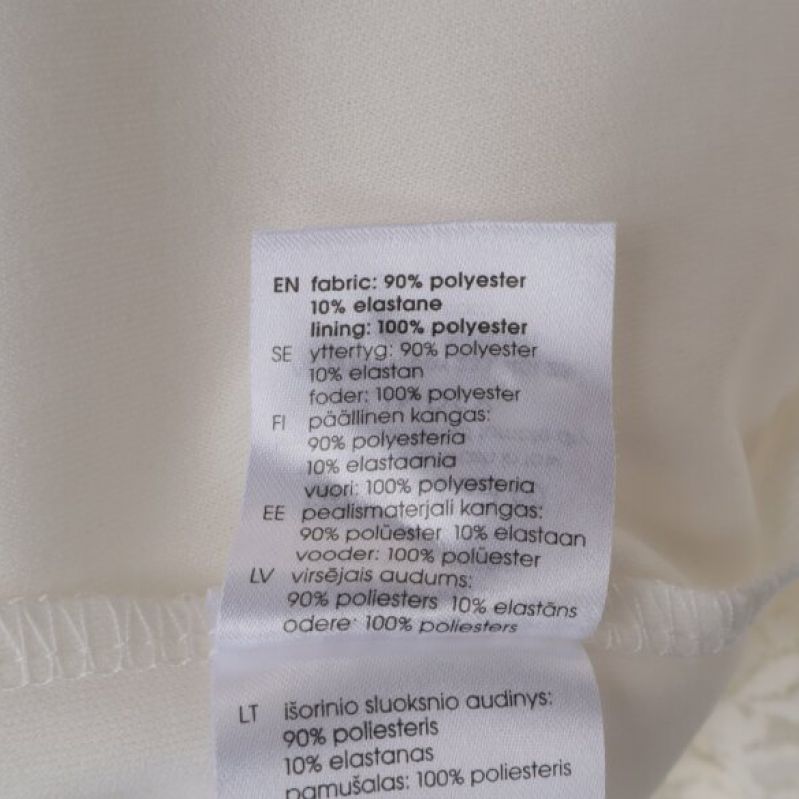 EN fabric: 90% polyester
10% elastane
lining: 100% polyester
SE yttertyg: 90% polyester
10% elastan
foder: 100% polyester
FI päällinen kangas:
90% polyesteria
10% elastaania
vuori: 100% polyesteria
EE pealismaterjali kangas:
90% polüester 10% elastaan
vooder: 100% polüester
LV virsējais audums:
90% poliesters 10% elastāns
odere: 100% poliesters
LT išorinio sluoksnio audinys:
90% poliesteris
10% elastanas
pamušalas: 100% poliesteris